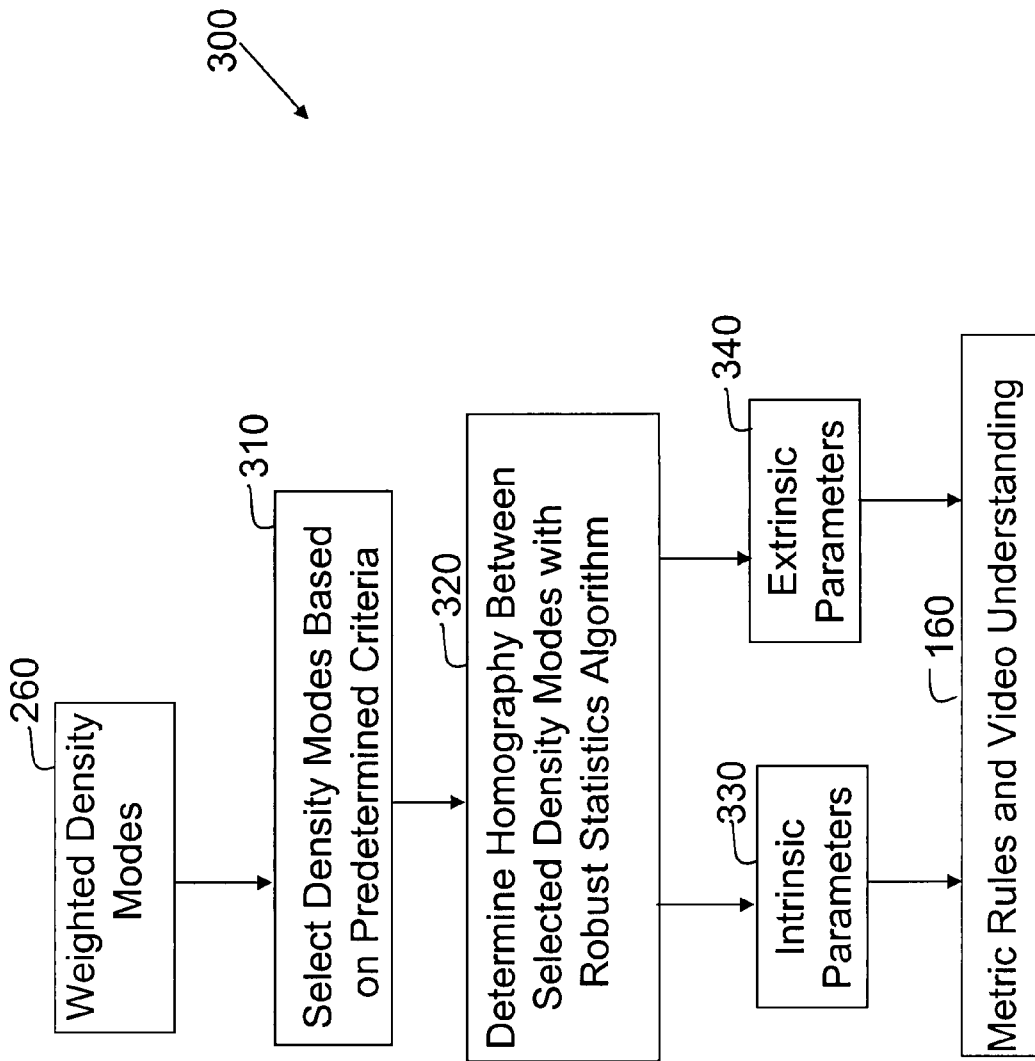 300
260
Weighted Density
Modes
310
Select Density Modes Based
on Predetermined Criteria
320
Determine Homography Between
Selected Density Modes with
Robust Statistics Algorithm
330
Intrinsic
Parameters
340
Extrinsic
Parameters
160
Metric Rules and Video Understanding